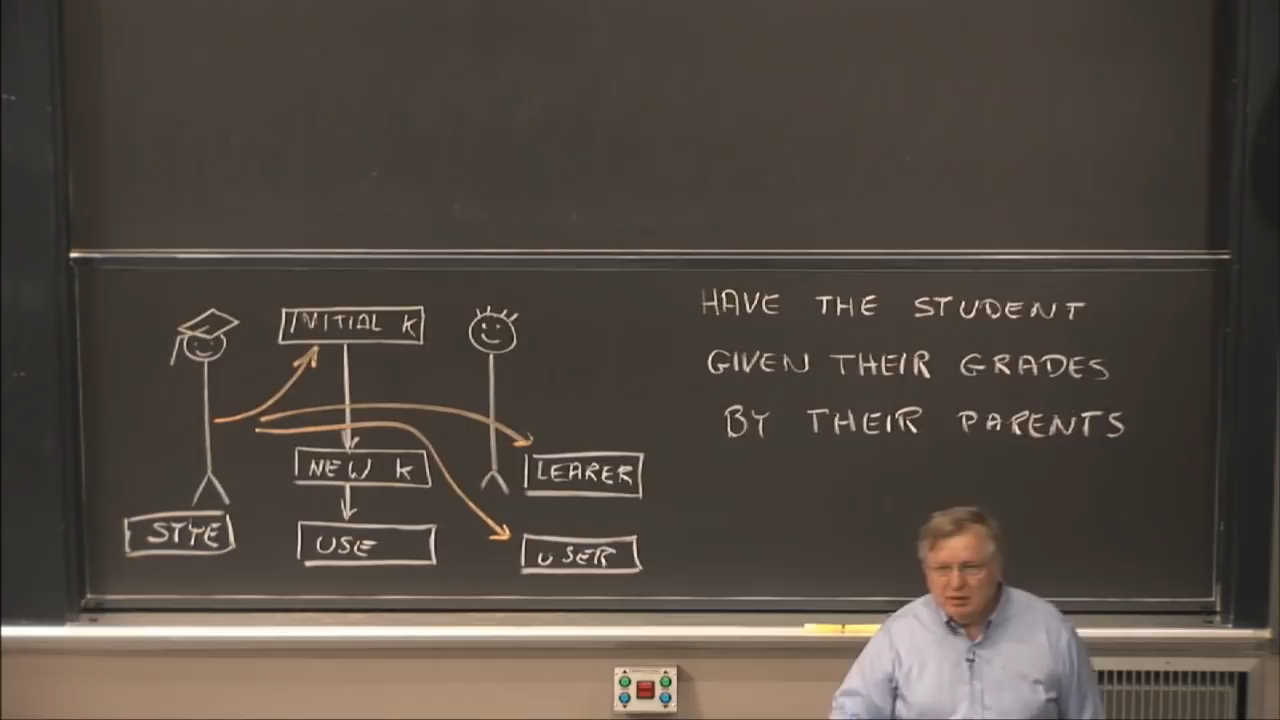 INITIAL K
NEW K
USE
STYE
LEARER
USER
HAVE THE STUDENT
GIVEN THEIR GRADES
BY THEIR PARENTS